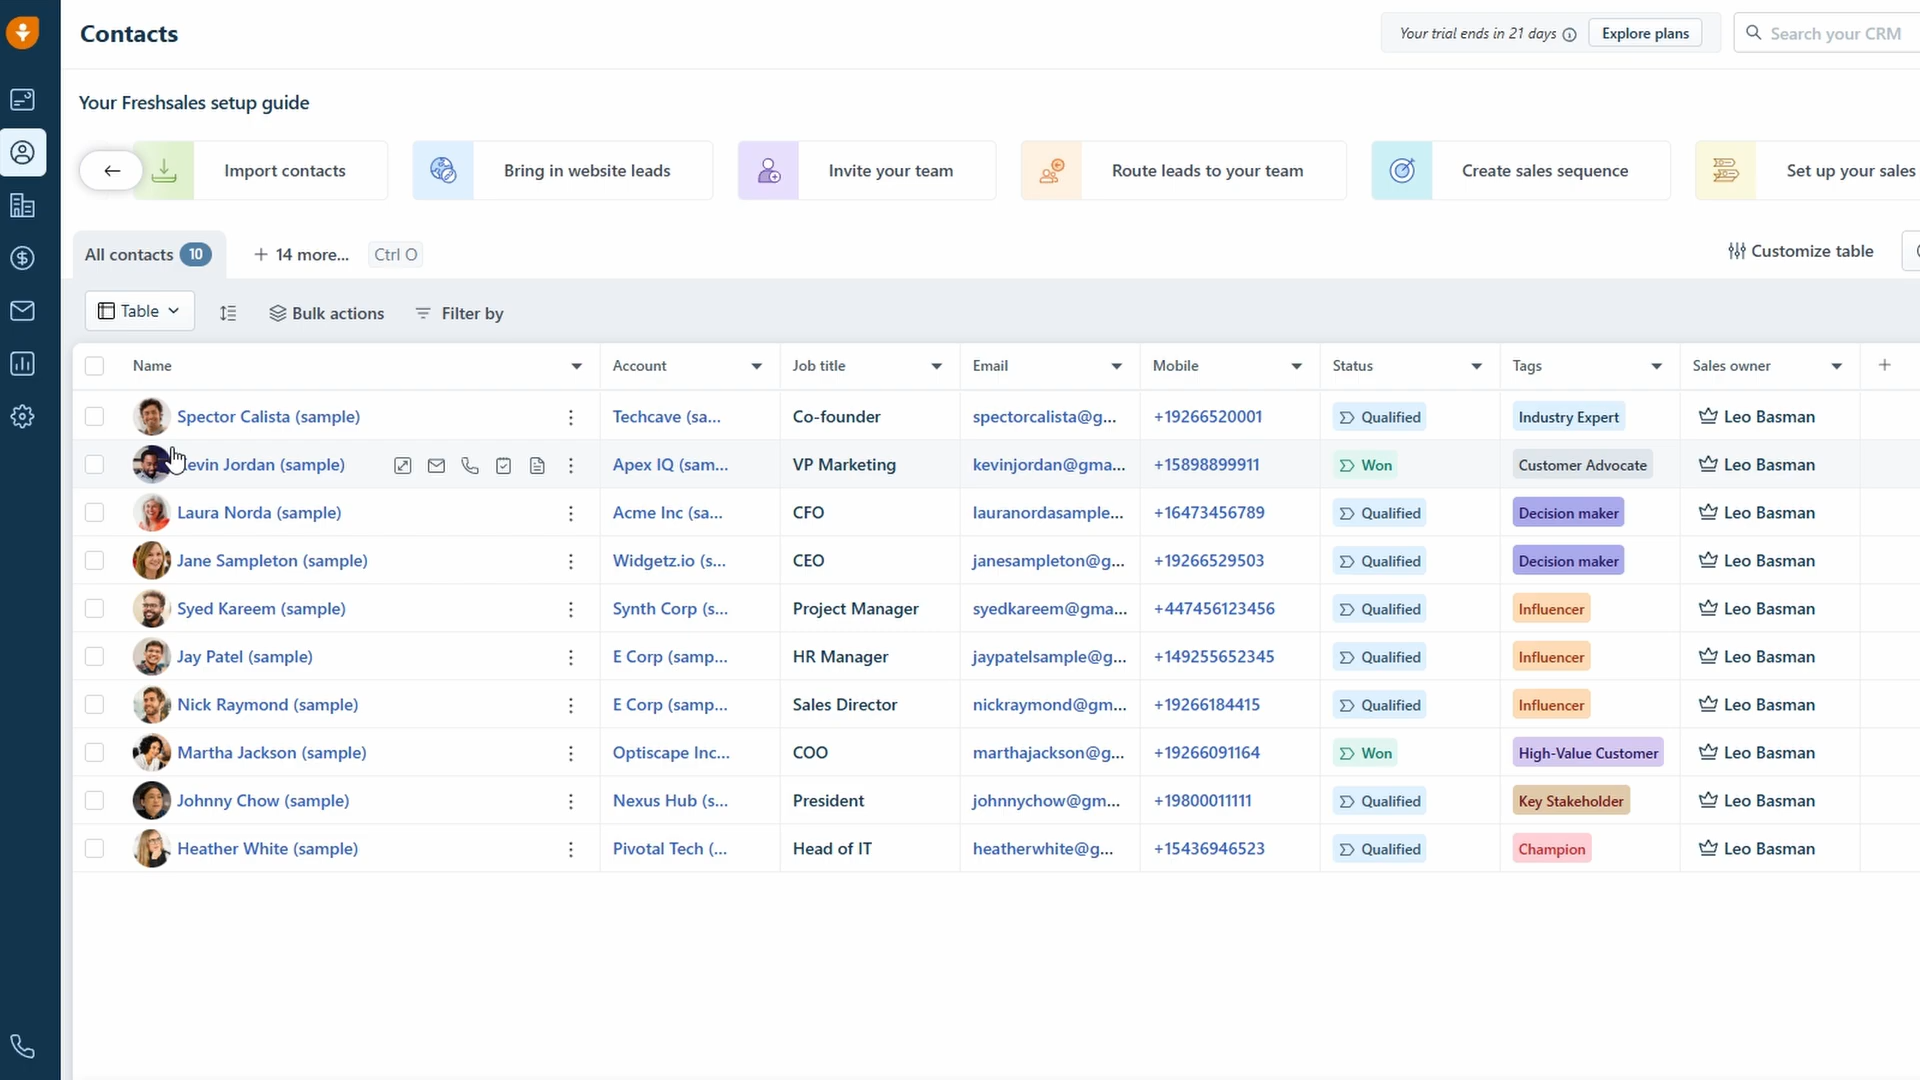 Contacts
Your trial ends in 21 days
Explore plans
Search your CRM
Your Freshsales setup guide
Import contacts
Bring in website leads
Invite your team
Route leads to your team
Create sales sequence
Set up your sales
All contacts 10
+ 14 more...
Ctrl O
Customize table
Table
Bulk actions
Filter by
Name Account Job title Email Mobile Status Tags Sales owner
Spector Calista (sample) Techcave (sa... Co-founder spectorcalista@g... +19266520001 Qualified Industry Expert Leo Basman
evin Jordan (sample) Apex IQ (sam... VP Marketing kevinjordan@gma... +15898899911 Won Customer Advocate Leo Basman
Laura Norda (sample) Acme Inc (sa... CFO lauranordasample... +16473456789 Qualified Decision maker Leo Basman
Jane Sampleton (sample) Widgetz.io (s... CEO janesampleton@g... +19266529503 Qualified Decision maker Leo Basman
Syed Kareem (sample) Synth Corp (s... Project Manager syedkareem@gma... +447456123456 Qualified Influencer Leo Basman
Jay Patel (sample) E Corp (samp... HR Manager jaypatelsample@g... +149255652345 Qualified Influencer Leo Basman
Nick Raymond (sample) E Corp (samp... Sales Director nickraymond@gm... +19266184415 Qualified Influencer Leo Basman
Martha Jackson (sample) Optiscape Inc... COO marthajackson@g... +19266091164 Won High-Value Customer Leo Basman
Johnny Chow (sample) Nexus Hub (s... President johnnychow@gm... +19800011111 Qualified Key Stakeholder Leo Basman
Heather White (sample) Pivotal Tech (... Head of IT heatherwhite@g... +15436946523 Qualified Champion Leo Basman